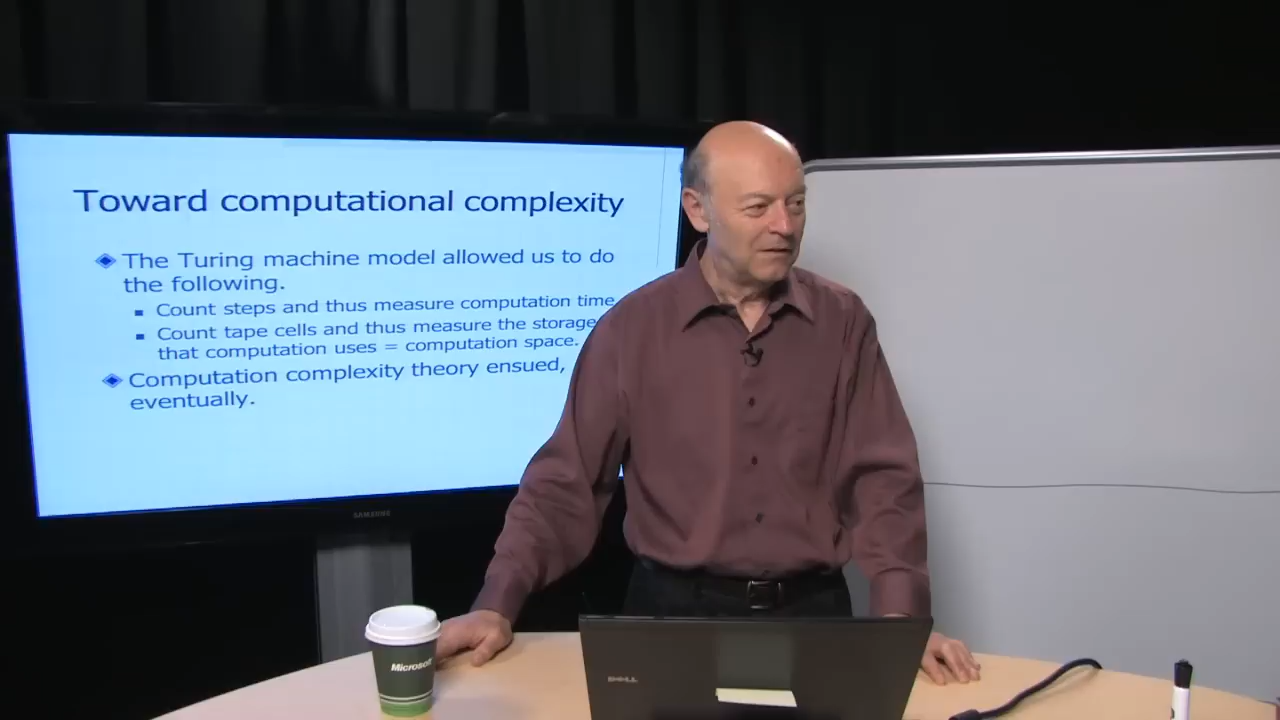 Toward computational complexity
The Turing machine model allowed us to do
the following.
Count steps and thus measure computation time
Count tape cells and thus measure the storage
that computation uses = computation space.
Computation complexity theory ensued,
eventually.
SAMSUNG
Microsoft
DELL